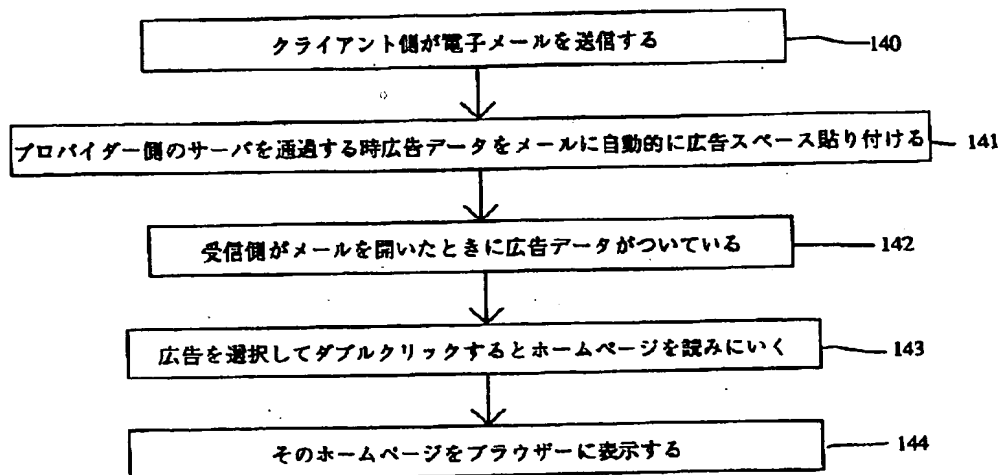 クライアント側が電子メールを送信する
140
プロバイダー側のサーバを通過する時広告データをメールに自動的に広告スペース貼り付ける
141
受信側がメールを開いたときに広告データがついている
142
広告を選択してダブルクリックするとホームページを読みにいく
143
そのホームページをブラウザーに表示する
144